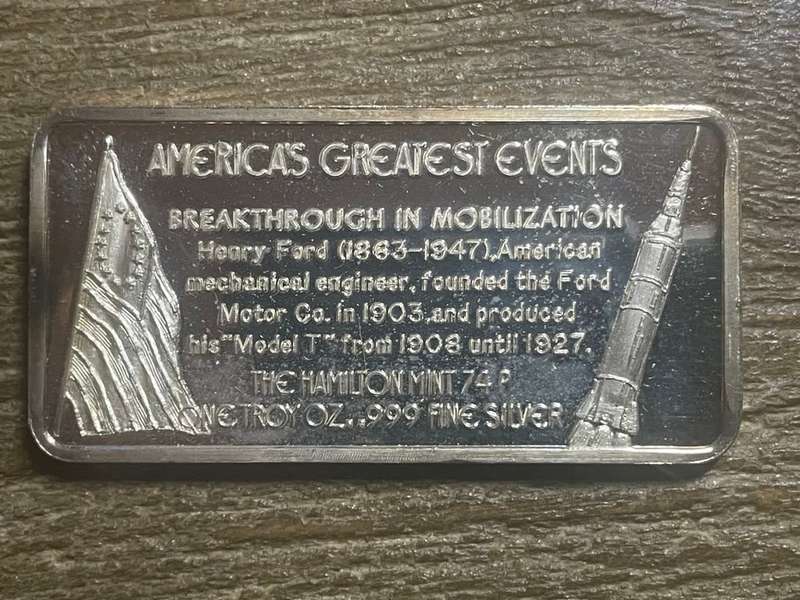 AMERICA'S GREATEST EVENTS
BREAKTHROUGH IN MOBILIZATION
Henry Ford (1863-1947), American
mechanical engineer, founded the Ford
Motor Co. in 1903, and produced
his "Model T" from 1908 until 1927.
THE HAMILTON MINT 74 P
ONE TROY OZ. .999 FINE SILVER